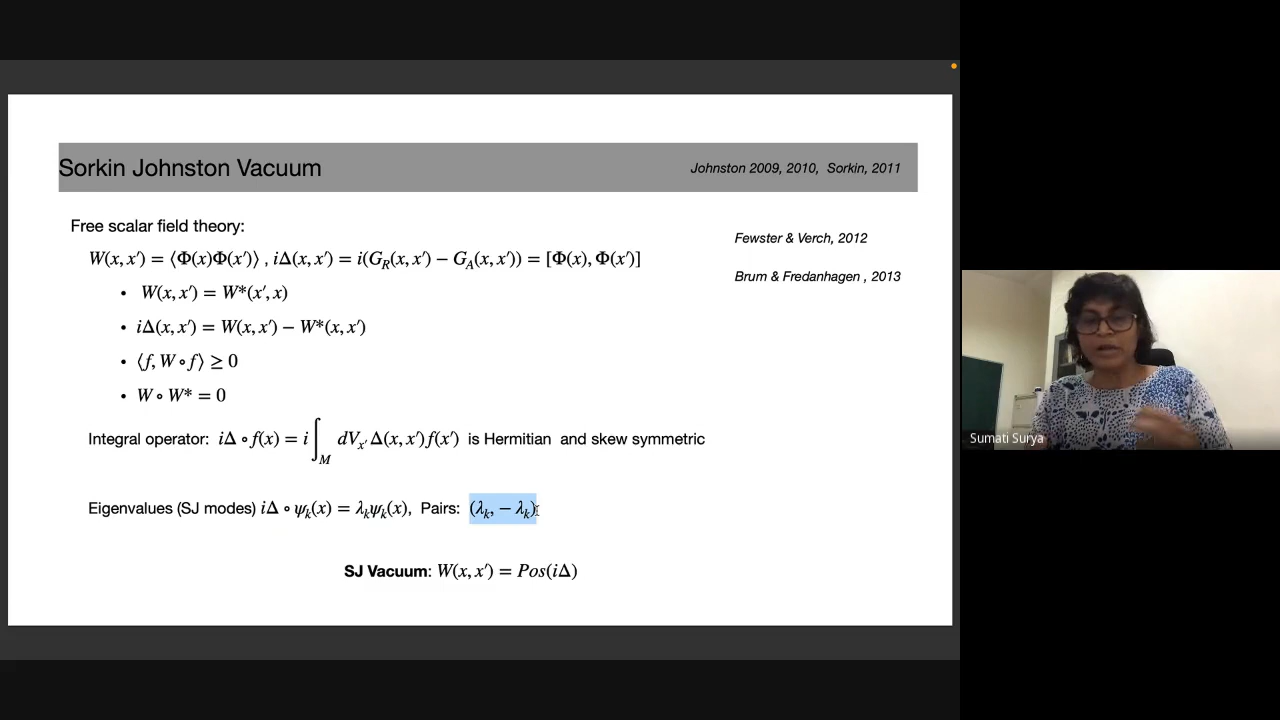 Sorkin Johnston Vacuum
Johnston 2009, 2010, Sorkin, 2011
Free scalar field theory:
Fewster & Verch, 2012
W(x, x′) = ⟨Φ(x)Φ(x′)⟩ , iΔ(x, x′) = i(G_R(x, x′) − G_A(x, x′)) = [Φ(x), Φ(x′)]
Brum & Fredanhagen , 2013
• W(x, x′) = W*(x′, x)
• iΔ(x, x′) = W(x, x′) − W*(x, x′)
• ⟨f, W ∘ f⟩ ≥ 0
• W ∘ W* = 0
Integral operator: iΔ ∘ f(x) = i ∫_M dV_x′ Δ(x, x′)f(x′) is Hermitian and skew symmetric
Eigenvalues (SJ modes) iΔ ∘ ψ_k(x) = λ_kψ_k(x), Pairs: (λ_k, − λ_k)
SJ Vacuum: W(x, x′) = Pos(iΔ)
Sumati Surya